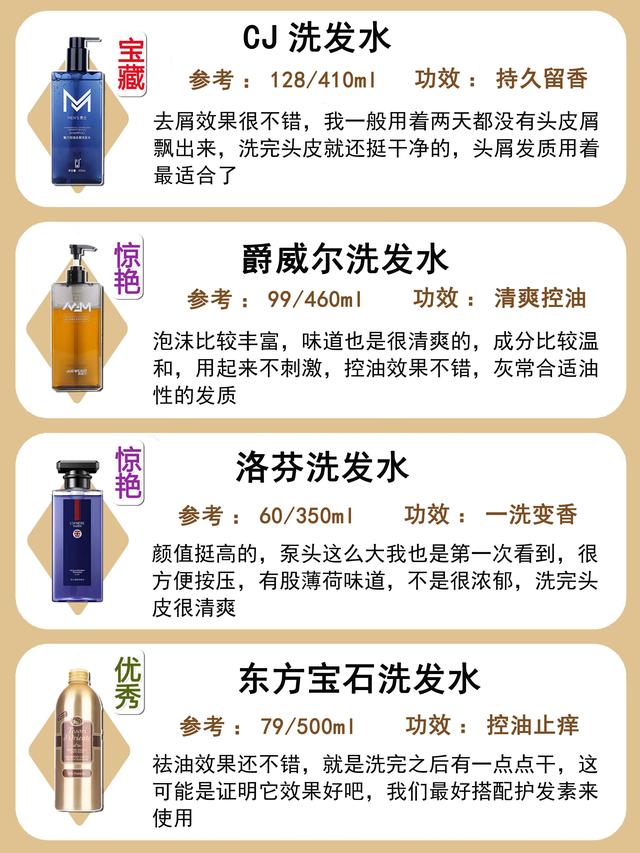 CJ 洗发水
宝藏
参考： 128/410ml 功效： 持久留香
去屑效果很不错，我一般用着两天都没有头皮屑
飘出来，洗完头皮就还挺干净的，头屑发质用着
最适合了
M
爵威尔洗发水
惊艳
参考： 99/460ml 功效： 清爽控油
泡沫比较丰富，味道也是很清爽的，成分比较温
和，用起来不刺激，控油效果不错，灰常合适油
性的发质
洛芬洗发水
惊艳
参考： 60/350ml 功效： 一洗变香
颜值挺高的，泵头这么大我也是第一次看到，很
方便按压，有股薄荷味道，不是很浓郁，洗完头
皮很清爽
东方宝石洗发水
优秀
参考： 79/500ml 功效： 控油止痒
祛油效果还不错，就是洗完之后有一点点干，这
可能是证明它效果好吧，我们最好搭配护发素来
使用
Tesori
d'Oriente